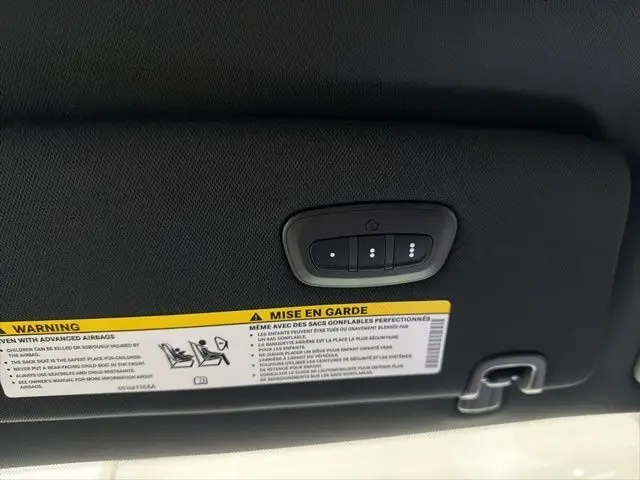 WARNING
EVEN WITH ADVANCED AIRBAGS
• CHILDREN CAN BE KILLED OR SERIOUSLY INJURED BY
THE AIRBAG.
• THE BACK SEAT IS THE SAFEST PLACE FOR CHILDREN.
• NEVER PUT A REAR-FACING CHILD SEAT IN THE FRONT.
• ALWAYS USE SEATBELTS AND CHILD RESTRAINTS.
• SEE OWNER'S MANUAL FOR MORE INFORMATION ABOUT
AIRBAGS.
MISE EN GARDE
MÊME AVEC DES SACS GONFLABLES PERFECTIONNÉS
• LES ENFANTS PEUVENT ÊTRE TUÉS OU GRAVEMENT BLESSÉS PAR
UN SAC GONFLABLE.
• LA BANQUETTE ARRIÈRE EST LA PLACE LA PLUS SÉCURITAIRE
POUR LES ENFANTS.
• NE JAMAIS PLACER UN SIÈGE POUR ENFANT ORIENTÉ VERS
L'ARRIÈRE À L'AVANT DU VÉHICULE.
• TOUJOURS UTILISER LES CEINTURES DE SÉCURITÉ ET LES SYSTÈMES
DE RETENUE POUR ENFANT.
• CONSULTER LE GUIDE DE L'AUTOMOBILISTE POUR OBTENIR PLUS
DE RENSEIGNEMENTS SUR LES SACS GONFLABLES.